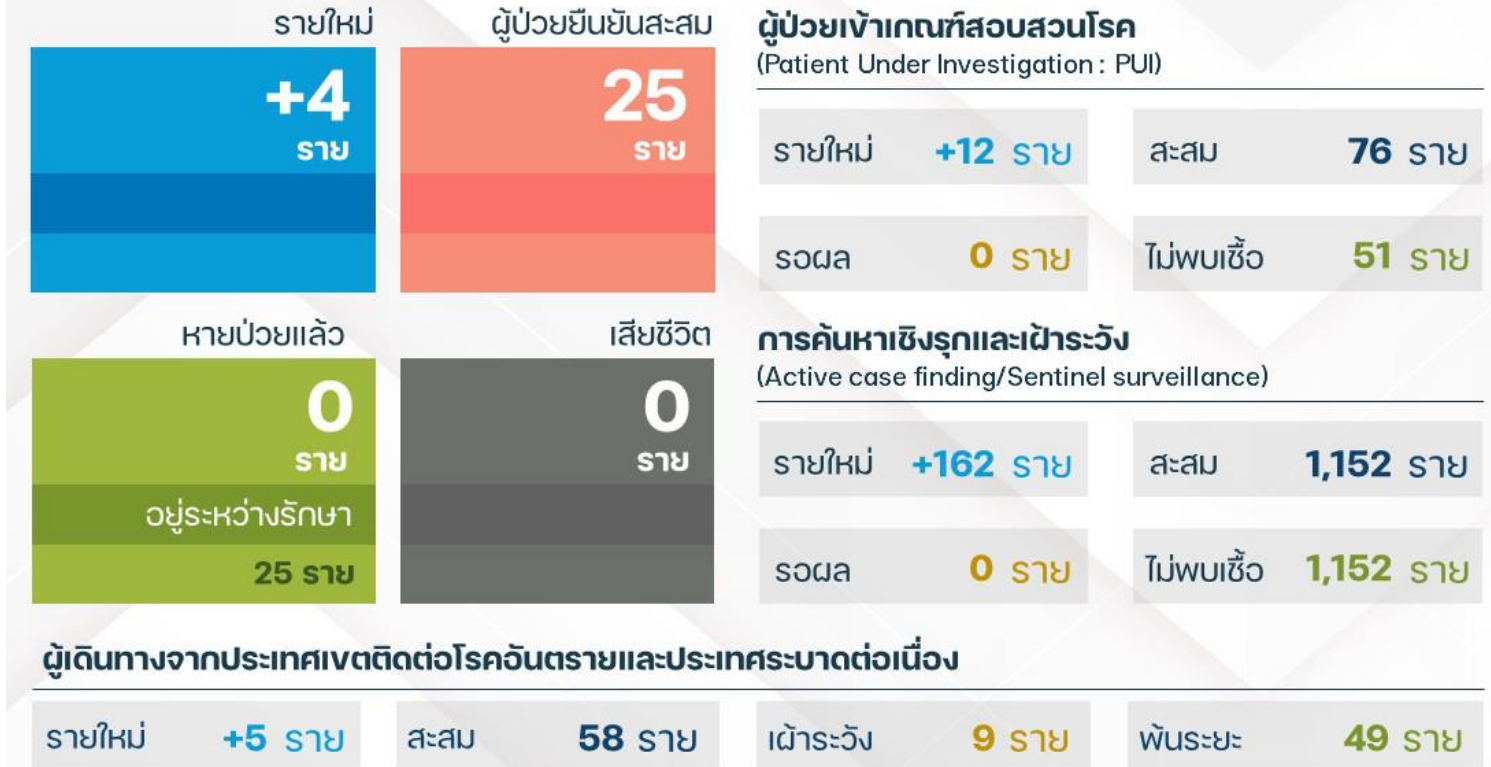 รายใหม่
+4
ราย
ผู้ป่วยยืนยันสะสม
25
ราย
หายป่วยแล้ว
0
ราย
อยู่ระหว่างรักษา
25 ราย
เสียชีวิต
0
ราย
ผู้ป่วยเข้าเกณฑ์สอบสวนโรค
(Patient Under Investigation : PUI)
รายใหม่ +12 ราย
สะสม 76 ราย
รอผล 0 ราย
ไม่พบเชื้อ 51 ราย
การค้นหาเชิงรุกและเฝ้าระวัง
(Active case finding/Sentinel surveillance)
รายใหม่ +162 ราย
สะสม 1,152 ราย
รอผล 0 ราย
ไม่พบเชื้อ 1,152 ราย
ผู้เดินทางจากประเทศเขตติดต่อโรคอันตรายและประเทศระบาดต่อเนื่อง
รายใหม่ +5 ราย
สะสม 58 ราย
เฝ้าระวัง 9 ราย
พ้นระยะ 49 ราย